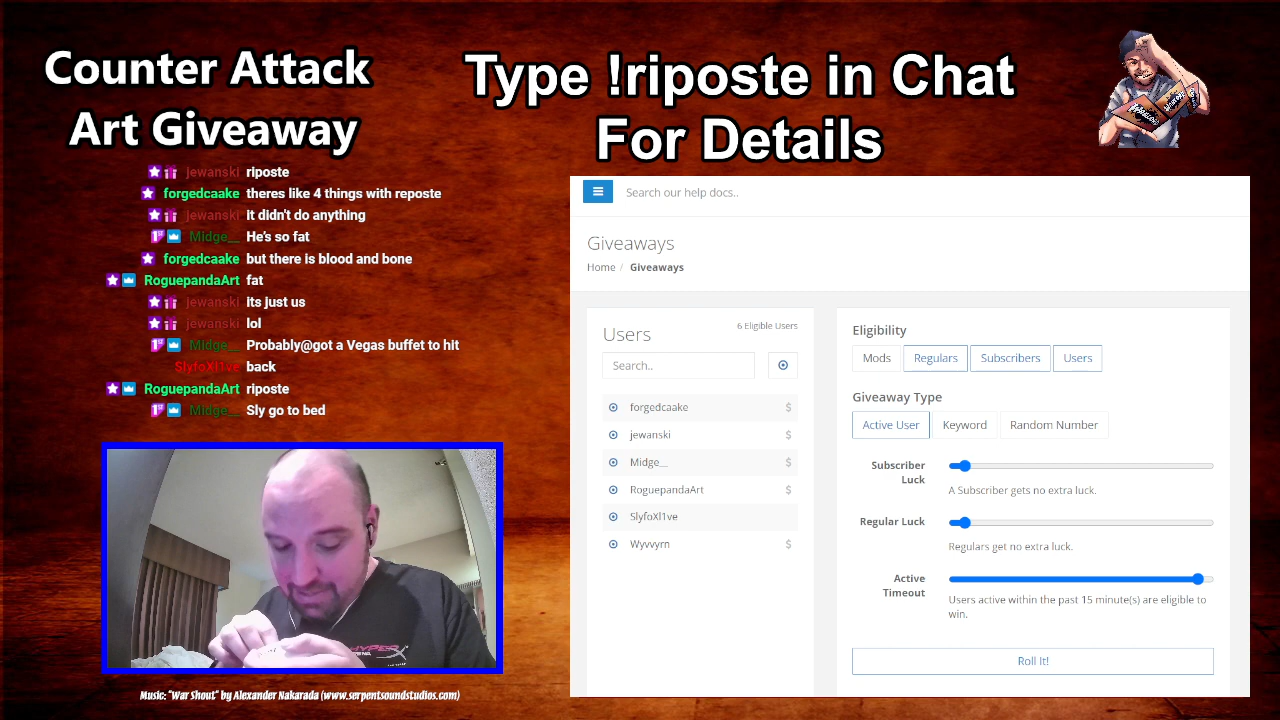 Counter Attack
Art Giveaway
Type !riposte in Chat
For Details
jewanski riposte
forgedcaake theres like 4 things with reposte
jewanski it didn't do anything
Midge__ He's so fat
forgedcaake but there is blood and bone
RoguepandaArt fat
jewanski its just us
jewanski lol
Midge__ Probably@got a Vegas buffet to hit
SlyfoXl1ve back
RoguepandaArt riposte
Midge__ Sly go to bed
HYPERX
Music: "War Shout" by Alexander Nakarada (www.serpentsoundstudios.com)
Search our help docs..
Giveaways
Home / Giveaways
Users
6 Eligible Users
Search..
forgedcaake $
jewanski $
Midge__ $
RoguepandaArt $
SlyfoXl1ve
Wyvvyrn $
Eligibility
Mods Regulars Subscribers Users
Giveaway Type
Active User Keyword Random Number
Subscriber
Luck
A Subscriber gets no extra luck.
Regular Luck
Regulars get no extra luck.
Active
Timeout
Users active within the past 15 minute(s) are eligible to
win.
Roll It!